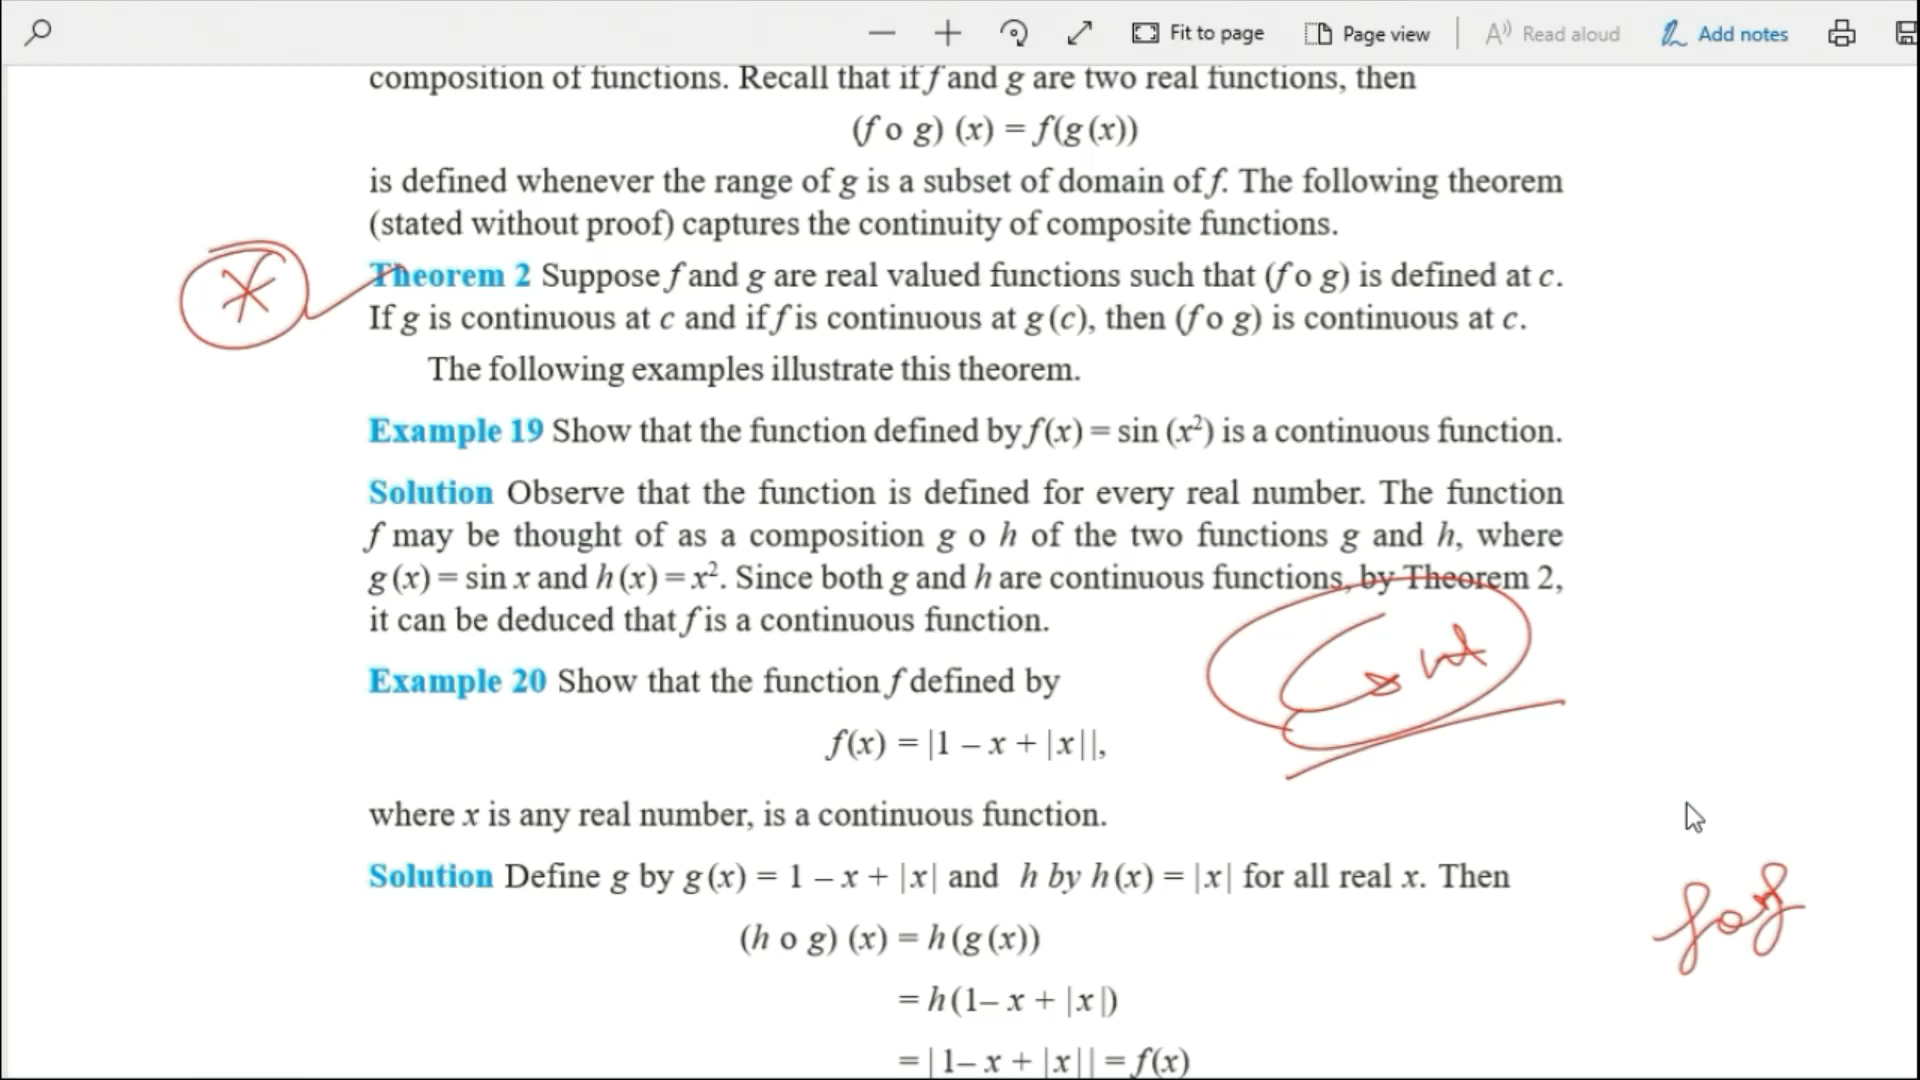 Fit to page Page view Read aloud Add notes
composition of functions. Recall that if f and g are two real functions, then
(f o g) (x) = f(g (x))
is defined whenever the range of g is a subset of domain of f. The following theorem
(stated without proof) captures the continuity of composite functions.
Theorem 2 Suppose f and g are real valued functions such that (f o g) is defined at c.
If g is continuous at c and if f is continuous at g (c), then (f o g) is continuous at c.
The following examples illustrate this theorem.
Example 19 Show that the function defined by f(x) = sin (x²) is a continuous function.
Solution Observe that the function is defined for every real number. The function
f may be thought of as a composition g o h of the two functions g and h, where
g (x) = sin x and h (x) = x². Since both g and h are continuous functions, by Theorem 2,
it can be deduced that f is a continuous function.
Example 20 Show that the function f defined by
f(x) = |1 – x + |x||,
where x is any real number, is a continuous function.
Solution Define g by g (x) = 1 – x + |x| and h by h (x) = |x| for all real x. Then
(h o g) (x) = h (g (x))
= h (1– x + |x|)
= | 1– x + |x|| = f(x)
fog